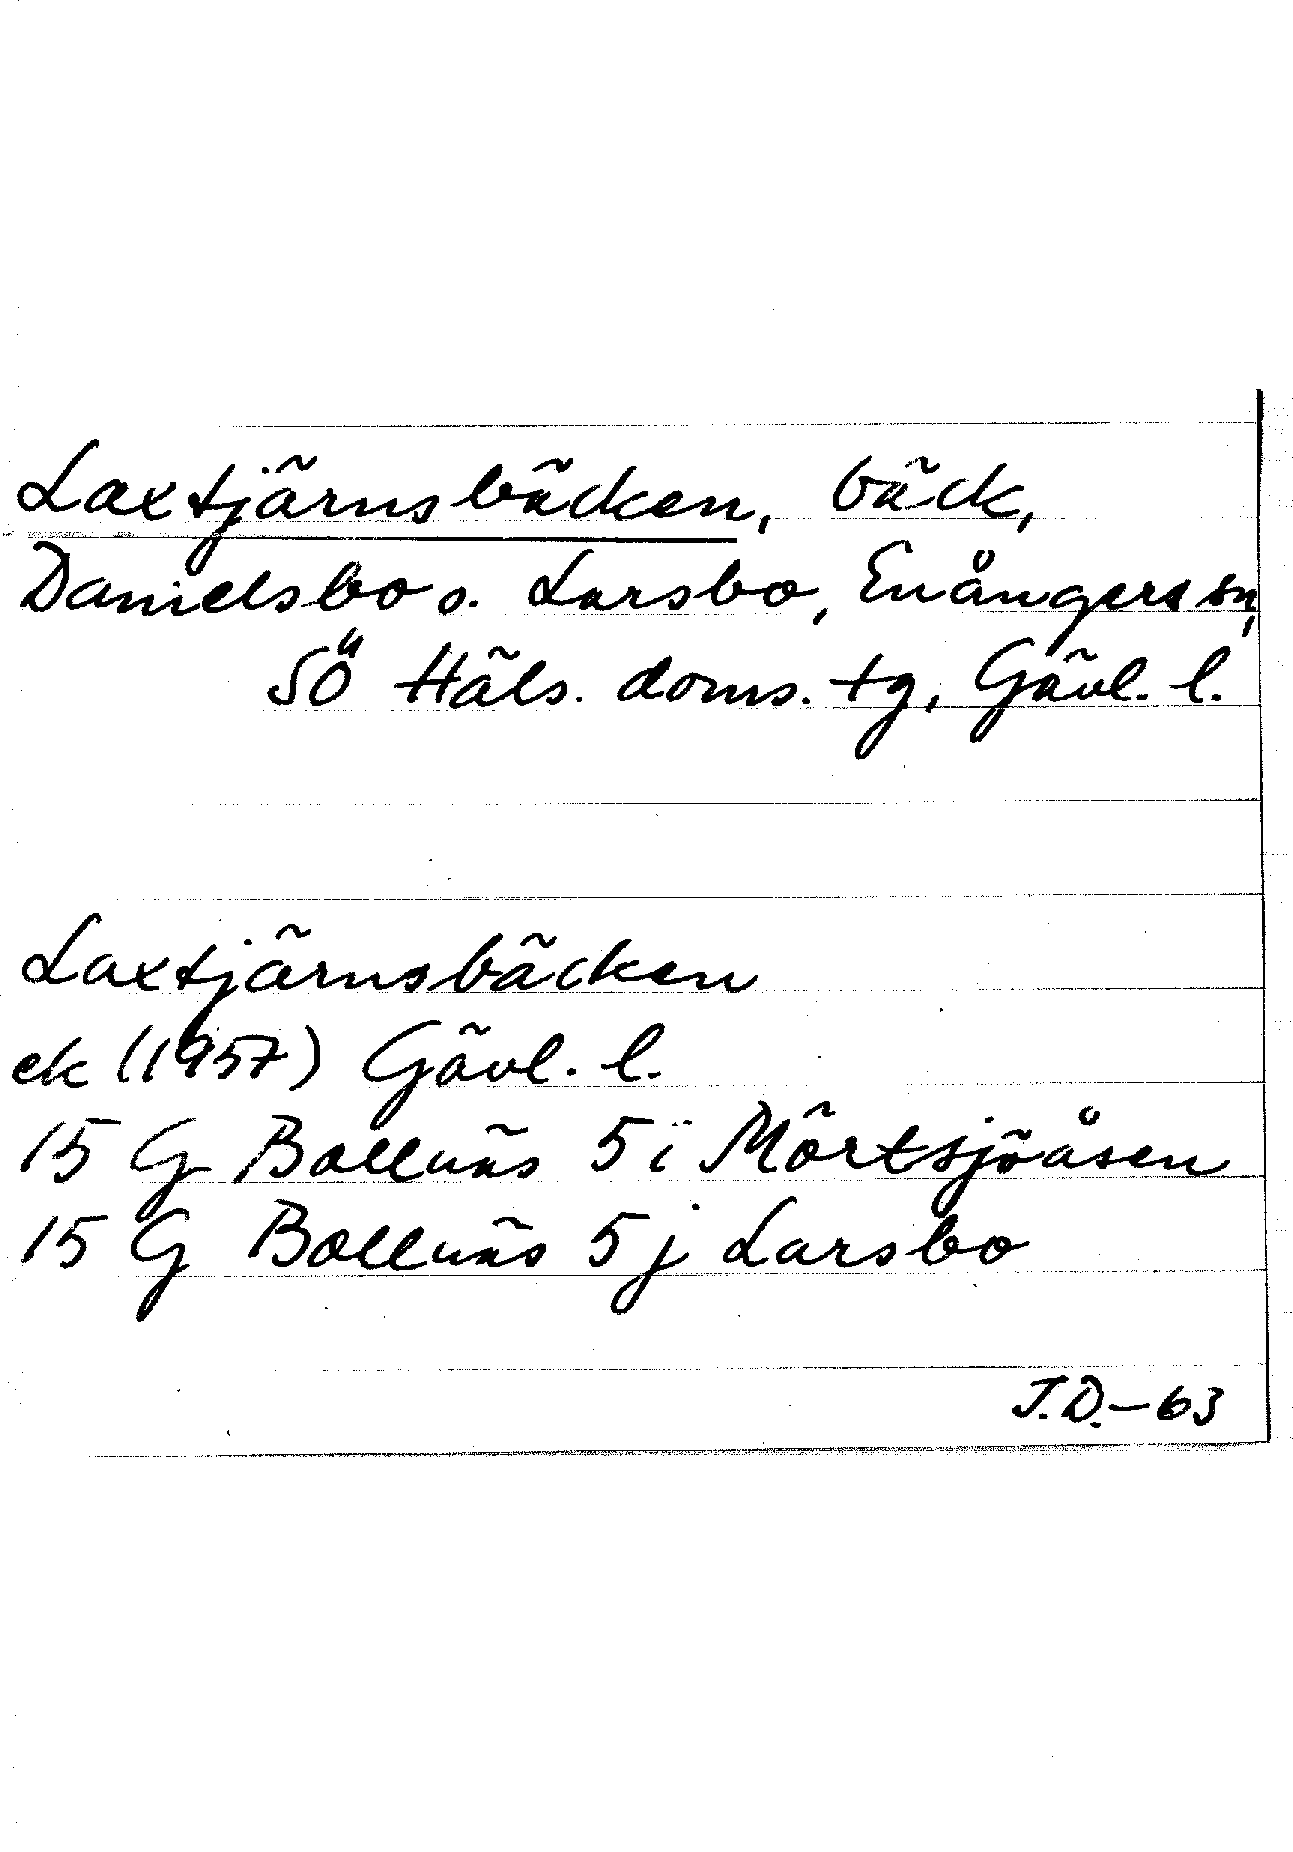 Laxtjärnsbäcken, bäck,
Danielsbo o. Larsbo, Enångers sn,
SÖ Häls. doms. tg, Gävl. l.
Laxtjärnsbäcken
ek (1957) Gävl. l.
15 G Bollnäs 5 i Mörtsjöåsen
15 G Bollnäs 5 j Larsbo
J.D.-63